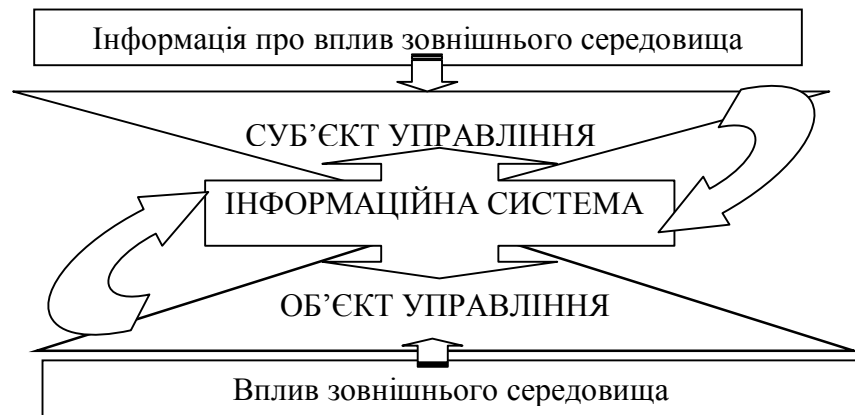 Інформація про вплив зовнішнього середовища
СУБ’ЄКТ УПРАВЛІННЯ
ІНФОРМАЦІЙНА СИСТЕМА
ОБ’ЄКТ УПРАВЛІННЯ
Вплив зовнішнього середовища